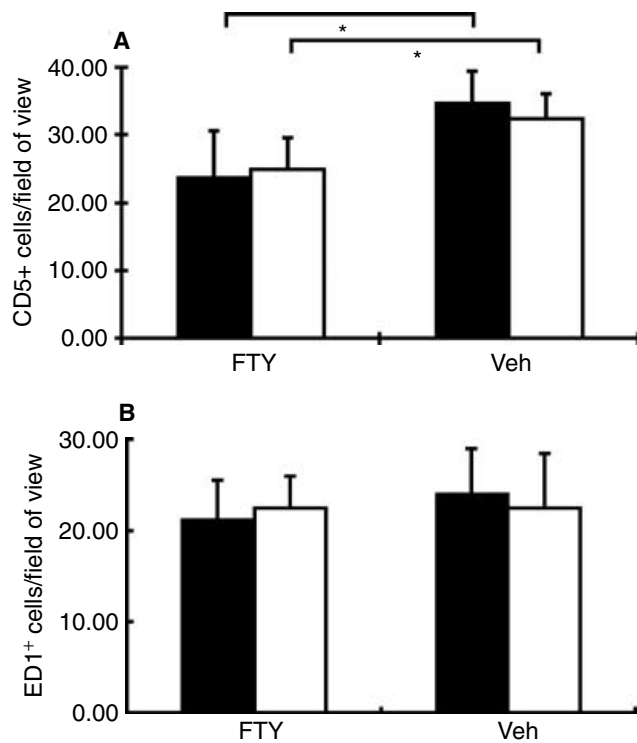 A
*
*
CD5+ cells/field of view
40.00
30.00
20.00
10.00
0.00
FTY Veh
B
ED1⁺ cells/field of view
30.00
20.00
10.00
0.00
FTY Veh